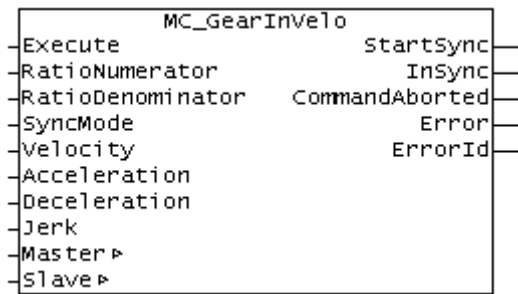 MC_GearInVelo
Execute StartSync
RatioNumerator InSync
RatioDenominator CommandAborted
SyncMode Error
Velocity ErrorId
Acceleration
Deceleration
Jerk
Master▹
Slave▹